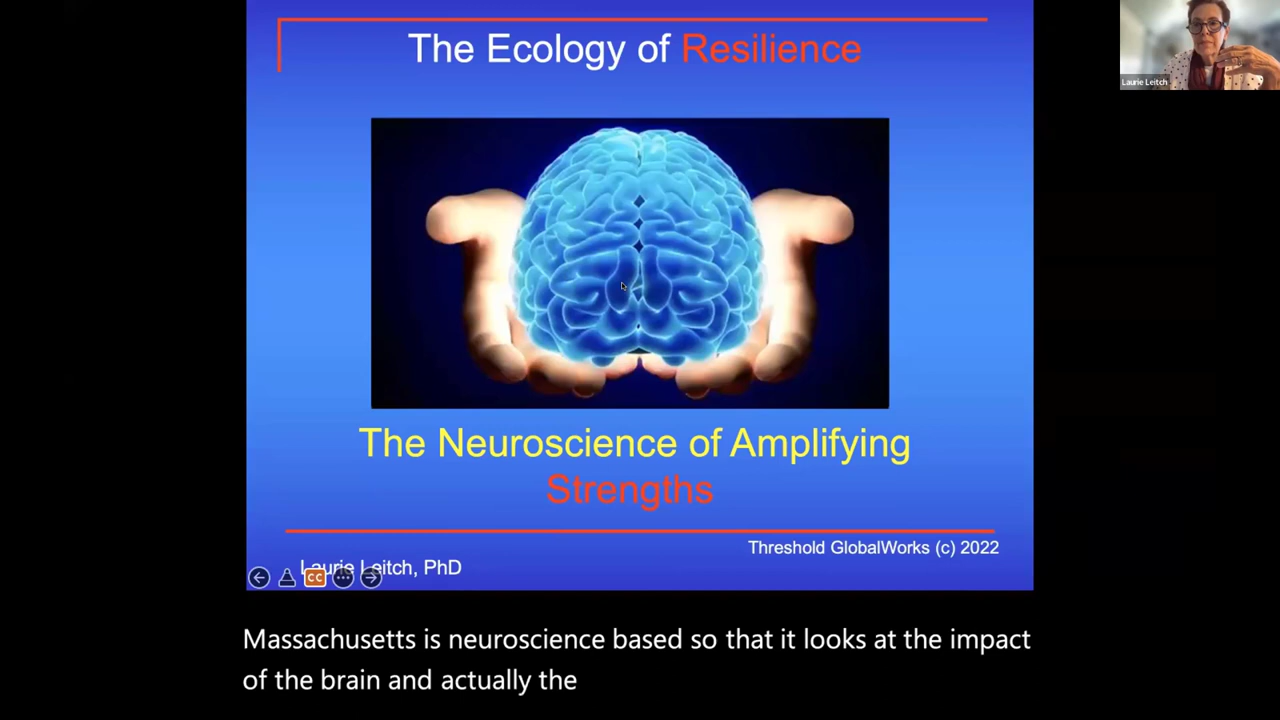 The Ecology of Resilience
Laurie Leitch
The Neuroscience of Amplifying
Strengths
Threshold GlobalWorks (c) 2022
Laurie Leitch, PhD
CC
Massachusetts is neuroscience based so that it looks at the impact
of the brain and actually the